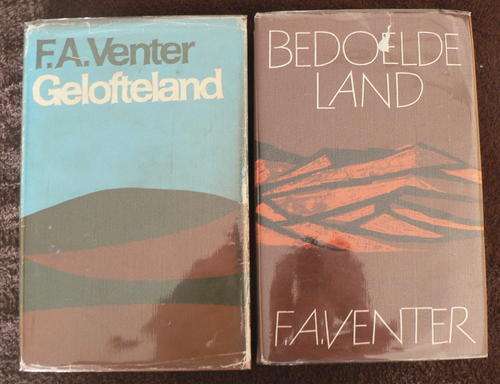 F.A.Venter
Gelofteland
BEDOELDE
LAND
F.A.VENTER